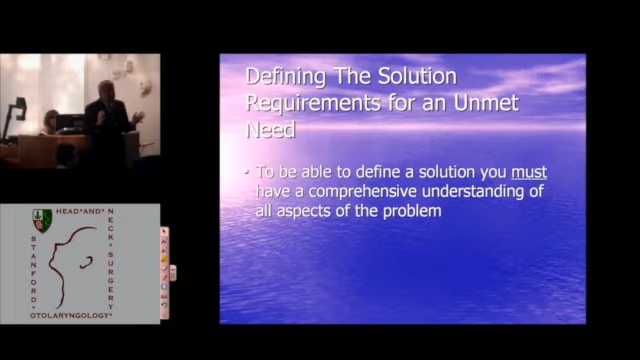 Defining The Solution
Requirements for an Unmet
Need
• To be able to define a solution you must
have a comprehensive understanding of
all aspects of the problem
HEAD*AND*
NECK*SURGERY
STANFORD*
OTOLARYNGOLOGY*